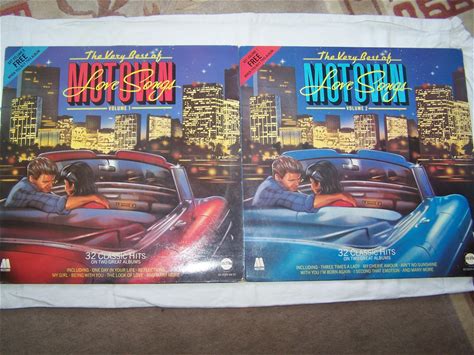 The Very Best of
MOTOWN
Love Songs
VOLUME 1
32 CLASSIC HITS
ON TWO GREAT ALBUMS
INCLUDING · ONE DAY IN YOUR LIFE · REFLECTIONS
MY GIRL · BEING WITH YOU · THE LOOK OF LOVE · AND MANY MORE
FREE
The Very Best of
MOTOWN
Love Songs
VOLUME 2
32 CLASSIC HITS
ON TWO GREAT ALBUMS
INCLUDING · THREE TIMES A LADY · MY CHERIE AMOUR · AIN'T NO SUNSHINE
WITH YOU I'M BORN AGAIN · I SECOND THAT EMOTION · AND MANY MORE
FREE